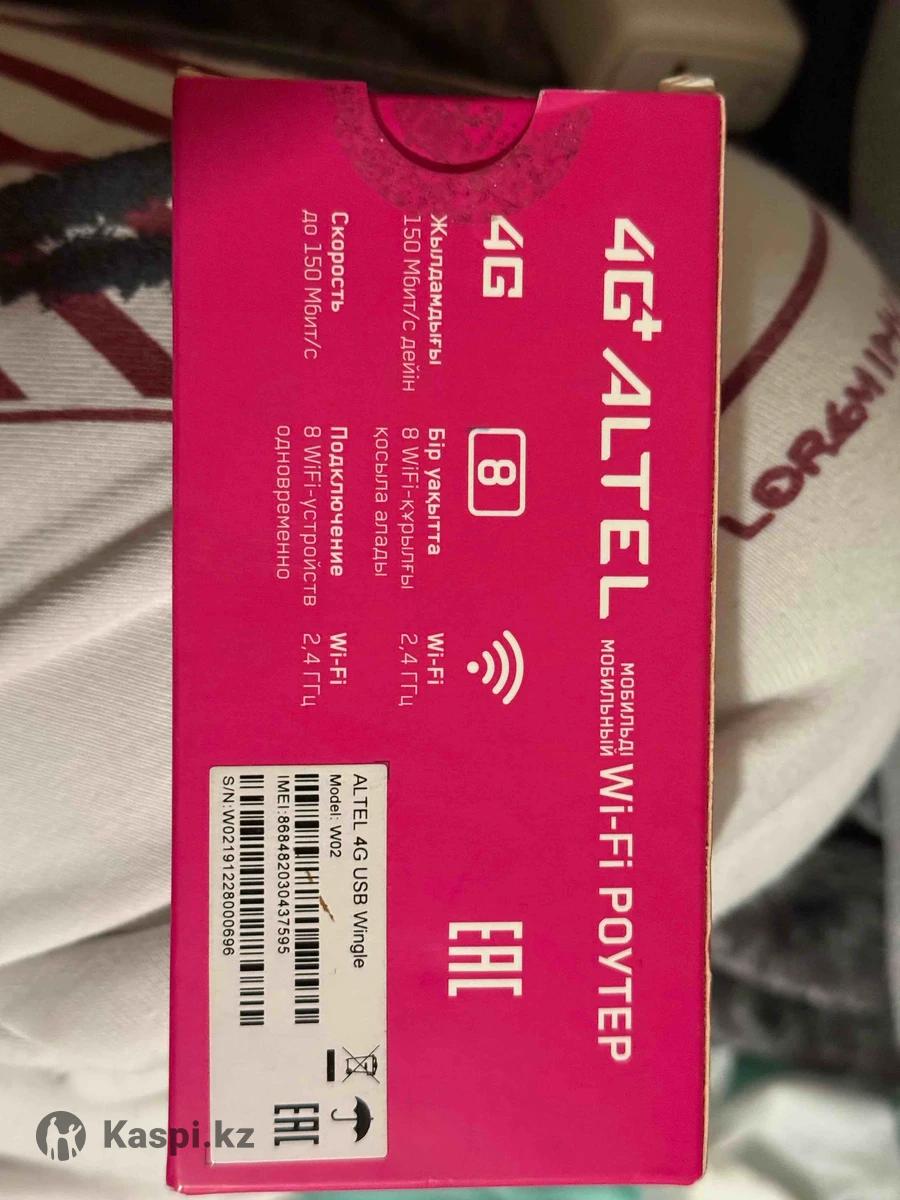 4G+ ALTEL
МОБИЛЬДІ
МОБИЛЬНЫЙ
Wi-Fi РОУТЕР
4G
Жылдамдығы
150 Мбит/с дейін
Скорость
до 150 Мбит/с
8
Бір уақытта
8 WiFi-құрылғы
қосыла алады
Подключение
8 WiFi-устройств
одновременно
Wi-Fi
2,4 ГГц
Wi-Fi
2,4 ГГц
EAC
ALTEL 4G USB Wingle
Model: W02
IMEI:868482030437595
S/N:W02191228000696
EAC
Kaspi.kz